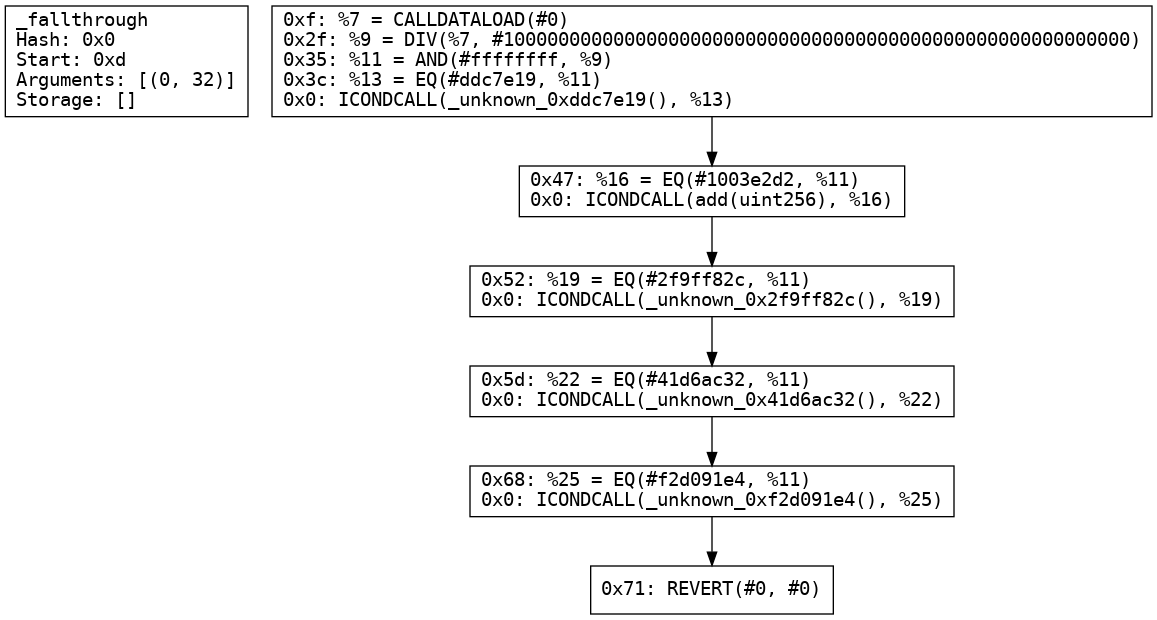 _fallthrough
Hash: 0x0
Start: 0xd
Arguments: [(0, 32)]
Storage: []
0xf: %7 = CALLDATALOAD(#0)
0x2f: %9 = DIV(%7, #100000000000000000000000000000000000000000000000000000000)
0x35: %11 = AND(#ffffffff, %9)
0x3c: %13 = EQ(#ddc7e19, %11)
0x0: ICONDCALL(_unknown_0xddc7e19(), %13)
0x47: %16 = EQ(#1003e2d2, %11)
0x0: ICONDCALL(add(uint256), %16)
0x52: %19 = EQ(#2f9ff82c, %11)
0x0: ICONDCALL(_unknown_0x2f9ff82c(), %19)
0x5d: %22 = EQ(#41d6ac32, %11)
0x0: ICONDCALL(_unknown_0x41d6ac32(), %22)
0x68: %25 = EQ(#f2d091e4, %11)
0x0: ICONDCALL(_unknown_0xf2d091e4(), %25)
0x71: REVERT(#0, #0)